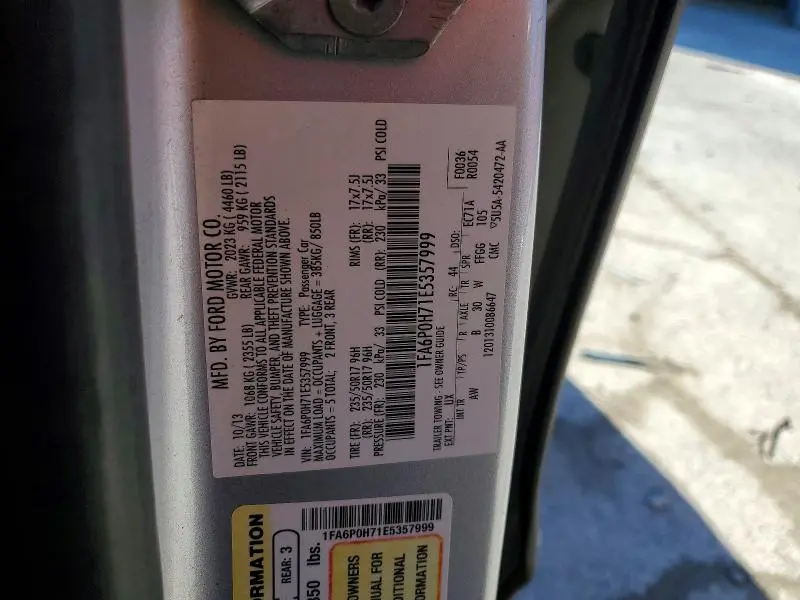 MFD. BY FORD MOTOR CO.
DATE: 10/13 GVWR: 2023 KG ( 4460 LB)
FRONT GAWR: 1068 KG ( 2355 LB) REAR GAWR: 959 KG ( 2115 LB)
THIS VEHICLE CONFORMS TO ALL APPLICABLE FEDERAL MOTOR
VEHICLE SAFETY, BUMPER, AND THEFT PREVENTION STANDARDS
IN EFFECT ON THE DATE OF MANUFACTURE SHOWN ABOVE.
VIN: 1FA6P0H71E5357999 TYPE: Passenger Car
MAXIMUM LOAD = OCCUPANTS + LUGGAGE = 385KG/ 850LB
OCCUPANTS = 5 TOTAL; 2 FRONT, 3 REAR
TIRE (FR): 235/50R17 96H RIMS (FR): 17x7.5J
(RR): 235/50R17 96H (RR): 17x7.5J
PRESSURE (FR): 230 kPa/ 33 PSI COLD (RR): 230 kPa/ 33 PSI COLD
1FA6P0H71E5357999
TRAILER TOWING - SEE OWNER GUIDE F0036
EXT PNT: UX RC: 44 DSO: R0054
INT TR TP/PS R AXLE TR SPR EC71A
AW B 30 W FFGG 105
1201310086647 CMC 5U5A-5420472-AA
ORMATION
REAR: 3
850 lbs.
1FA6P0H71E5357999
OWNERS
NUAL FOR
DITIONAL
ORMATION